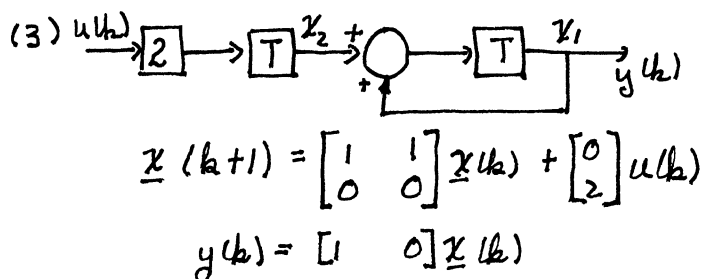 (3) u(k) 2 T x₂ + + T x₁ y(k)
x(k+1) = [1 1; 0 0] x(k) + [0; 2] u(k)
y(k) = [1 0] x(k)